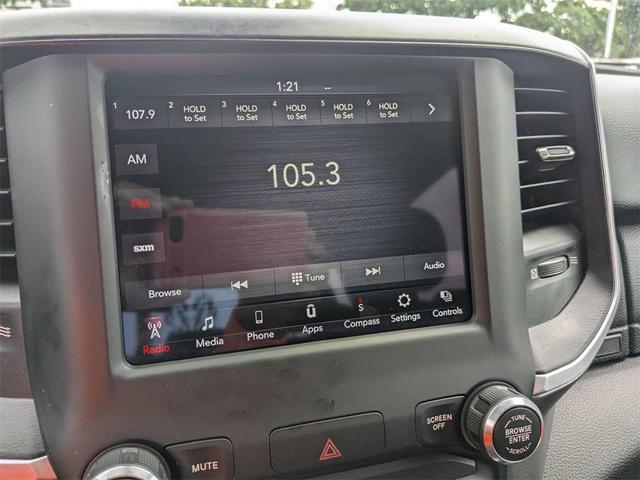 1:21 --
1 107.9 2 HOLD to Set 3 HOLD to Set 4 HOLD to Set 5 HOLD to Set 6 HOLD to Set
AM
105.3
FM
sxm
Browse Tune Audio
Radio Media Phone Apps S Compass Settings Controls
MUTE
SCREEN OFF
TUNE
BROWSE
ENTER
SCROLL